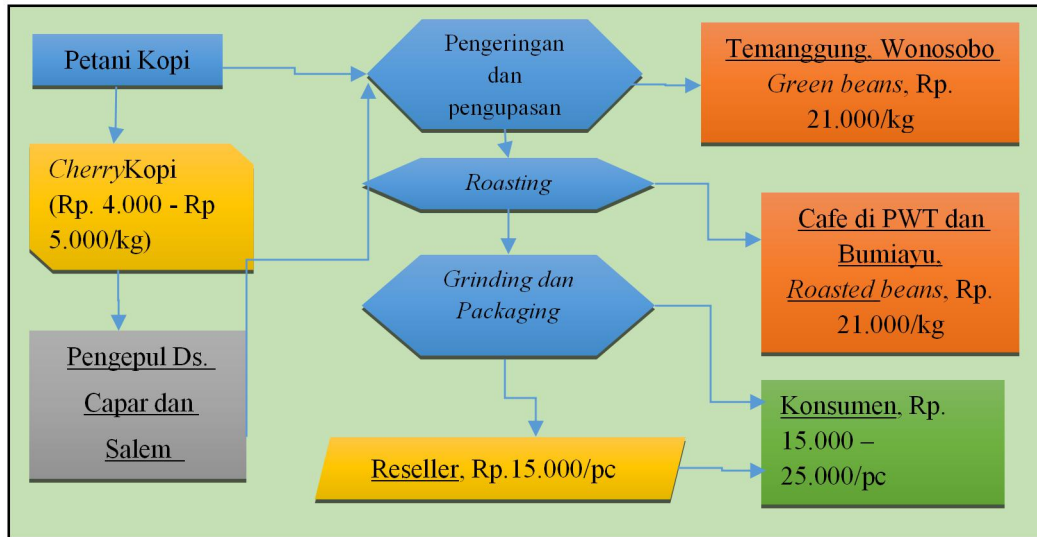 Petani Kopi
CherryKopi
(Rp. 4.000 - Rp
5.000/kg)
Pengepul Ds.
Capar dan
Salem
Pengeringan
dan
pengupasan
Roasting
Grinding dan
Packaging
Reseller, Rp.15.000/pc
Temanggung, Wonosobo
Green beans, Rp.
21.000/kg
Cafe di PWT dan
Bumiayu,
Roasted beans, Rp.
21.000/kg
Konsumen, Rp.
15.000 –
25.000/pc